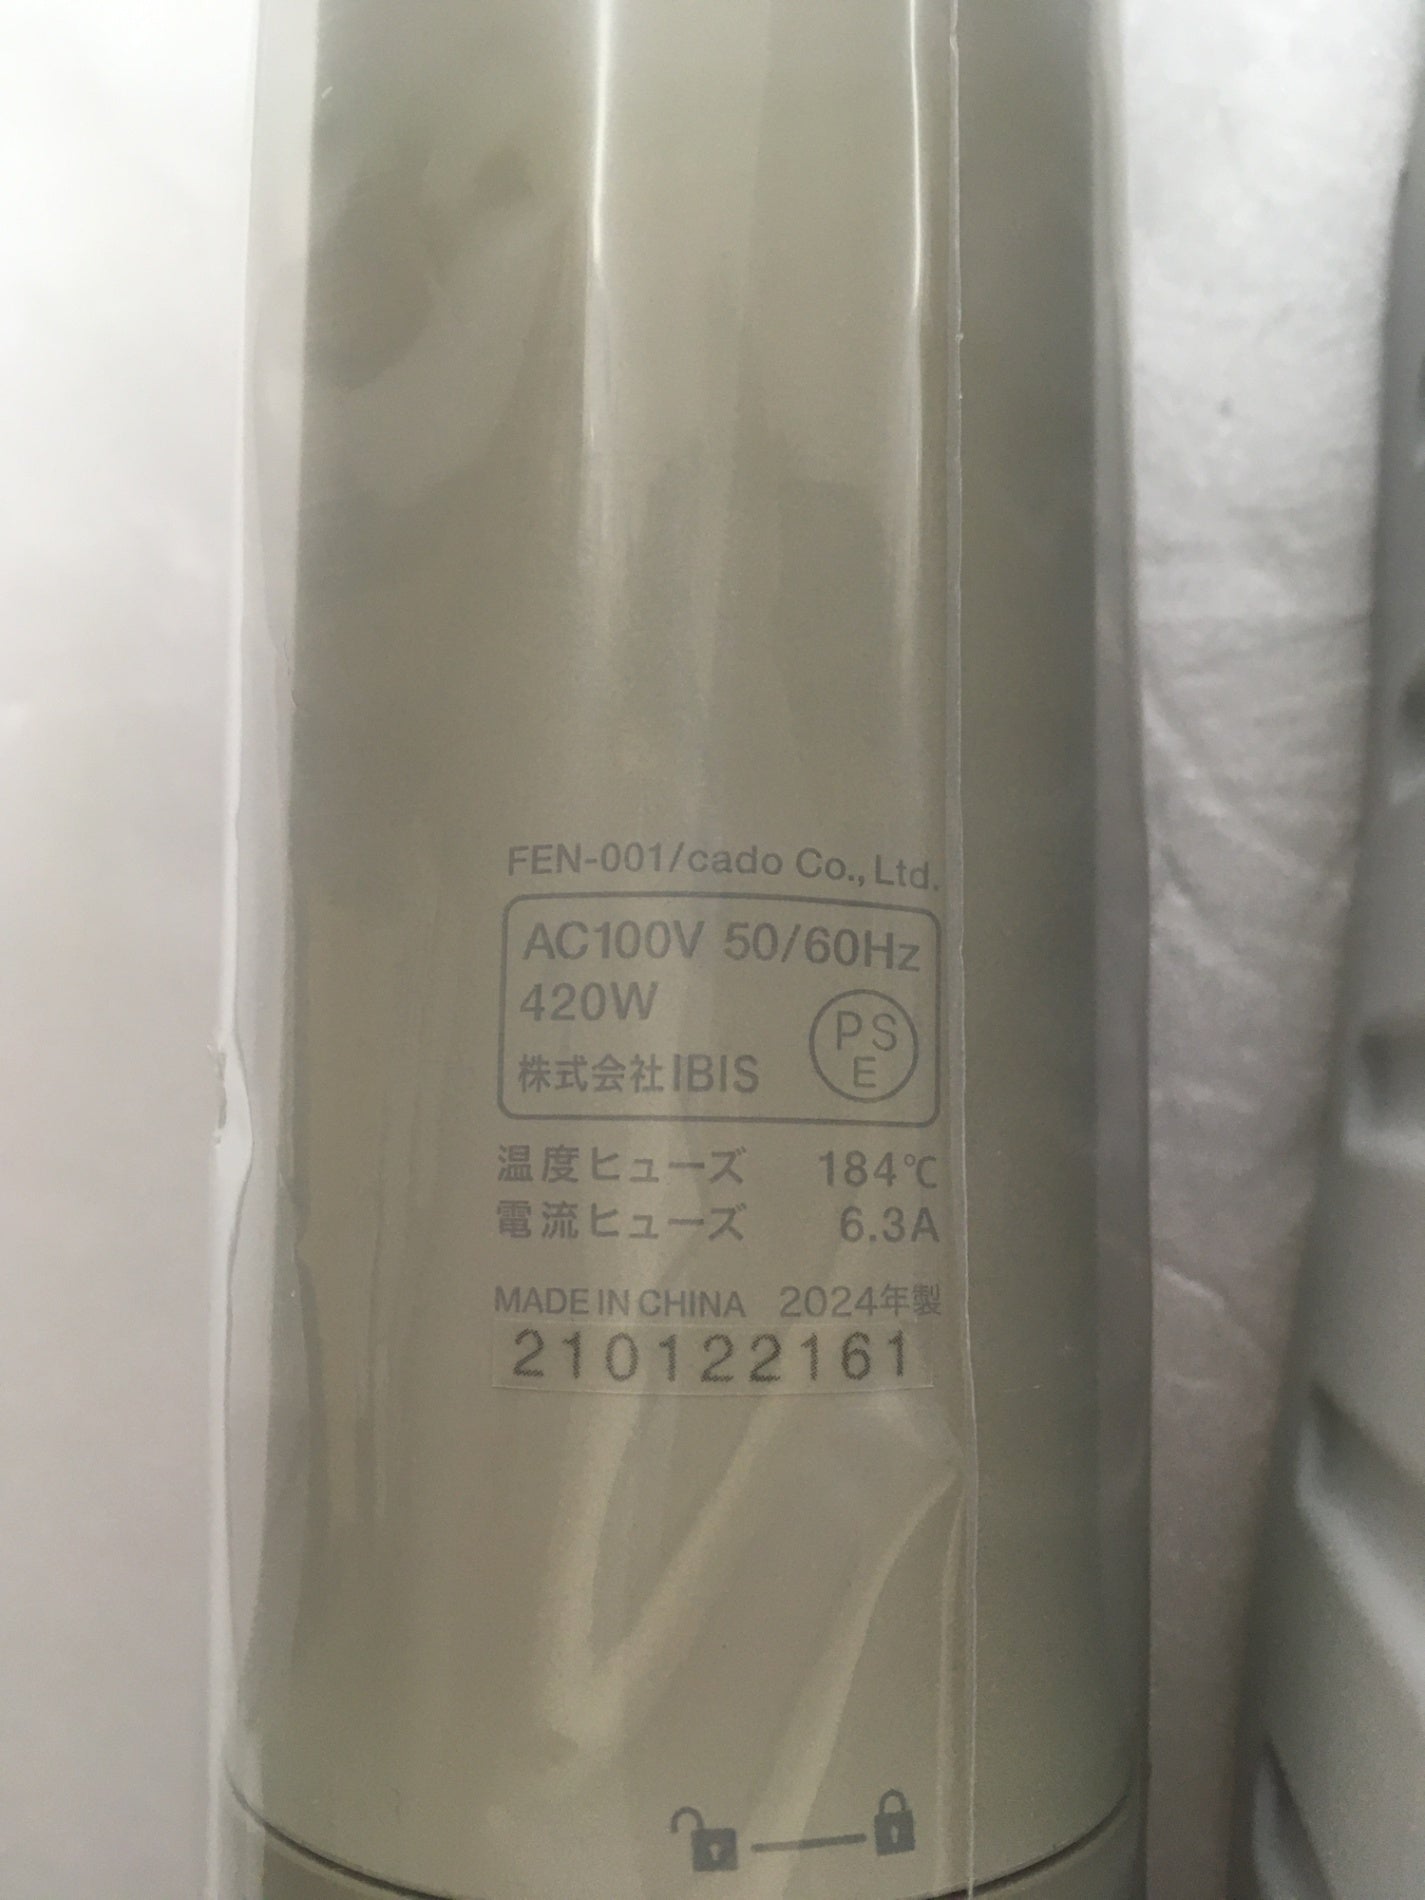 FEN-001/cado Co., Ltd.
AC100V 50/60Hz
420W
PSE
株式会社IBIS
温度ヒューズ 184℃
電流ヒューズ 6.3A
MADE IN CHINA 2024年製
210122161